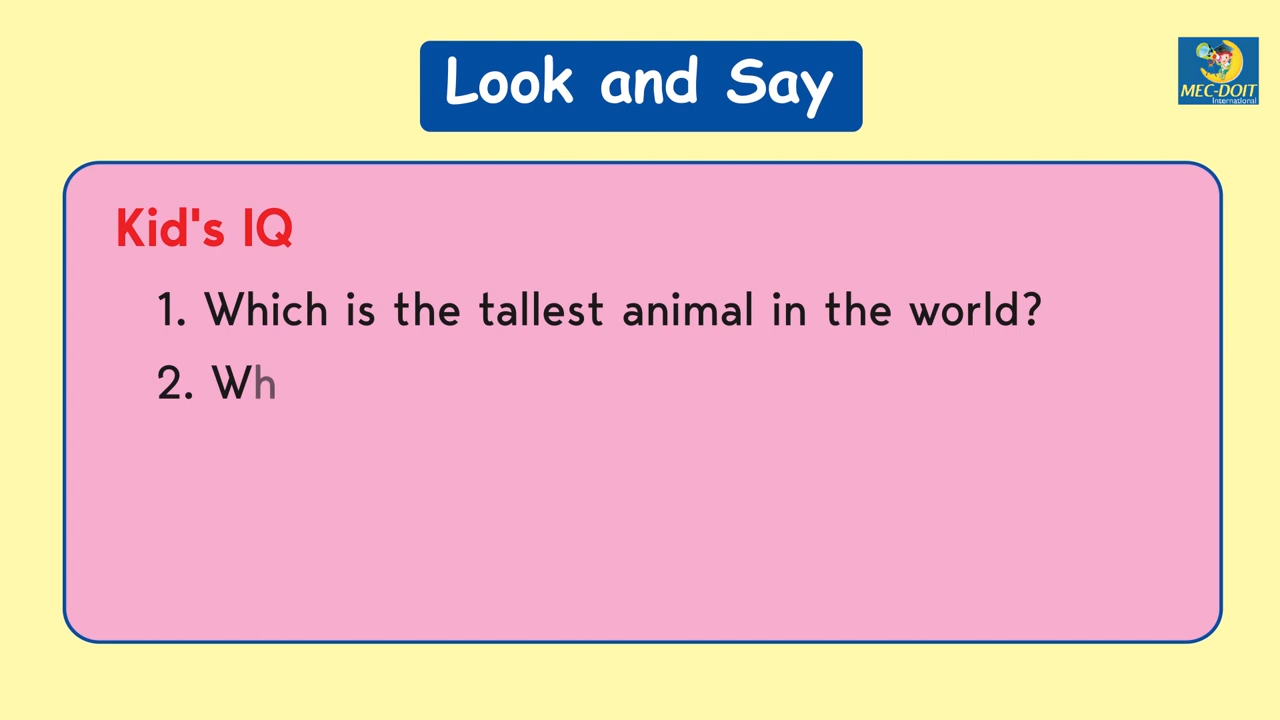 Look and Say
MEC-DOIT
International
Kid's IQ
1. Which is the tallest animal in the world?
2. Wh